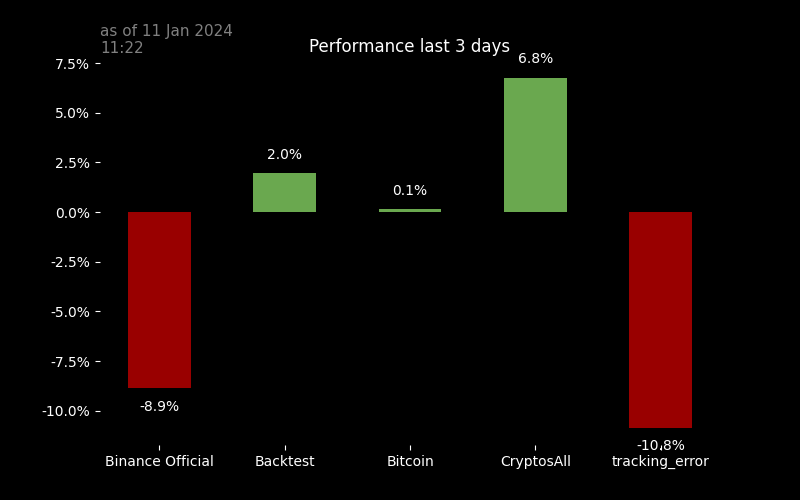 as of 11 Jan 2024
11:22
Performance last 3 days
7.5%
5.0%
2.5%
0.0%
-2.5%
-5.0%
-7.5%
-10.0%
-8.9%
2.0%
0.1%
6.8%
-10.8%
Binance Official
Backtest
Bitcoin
CryptosAll
tracking_error